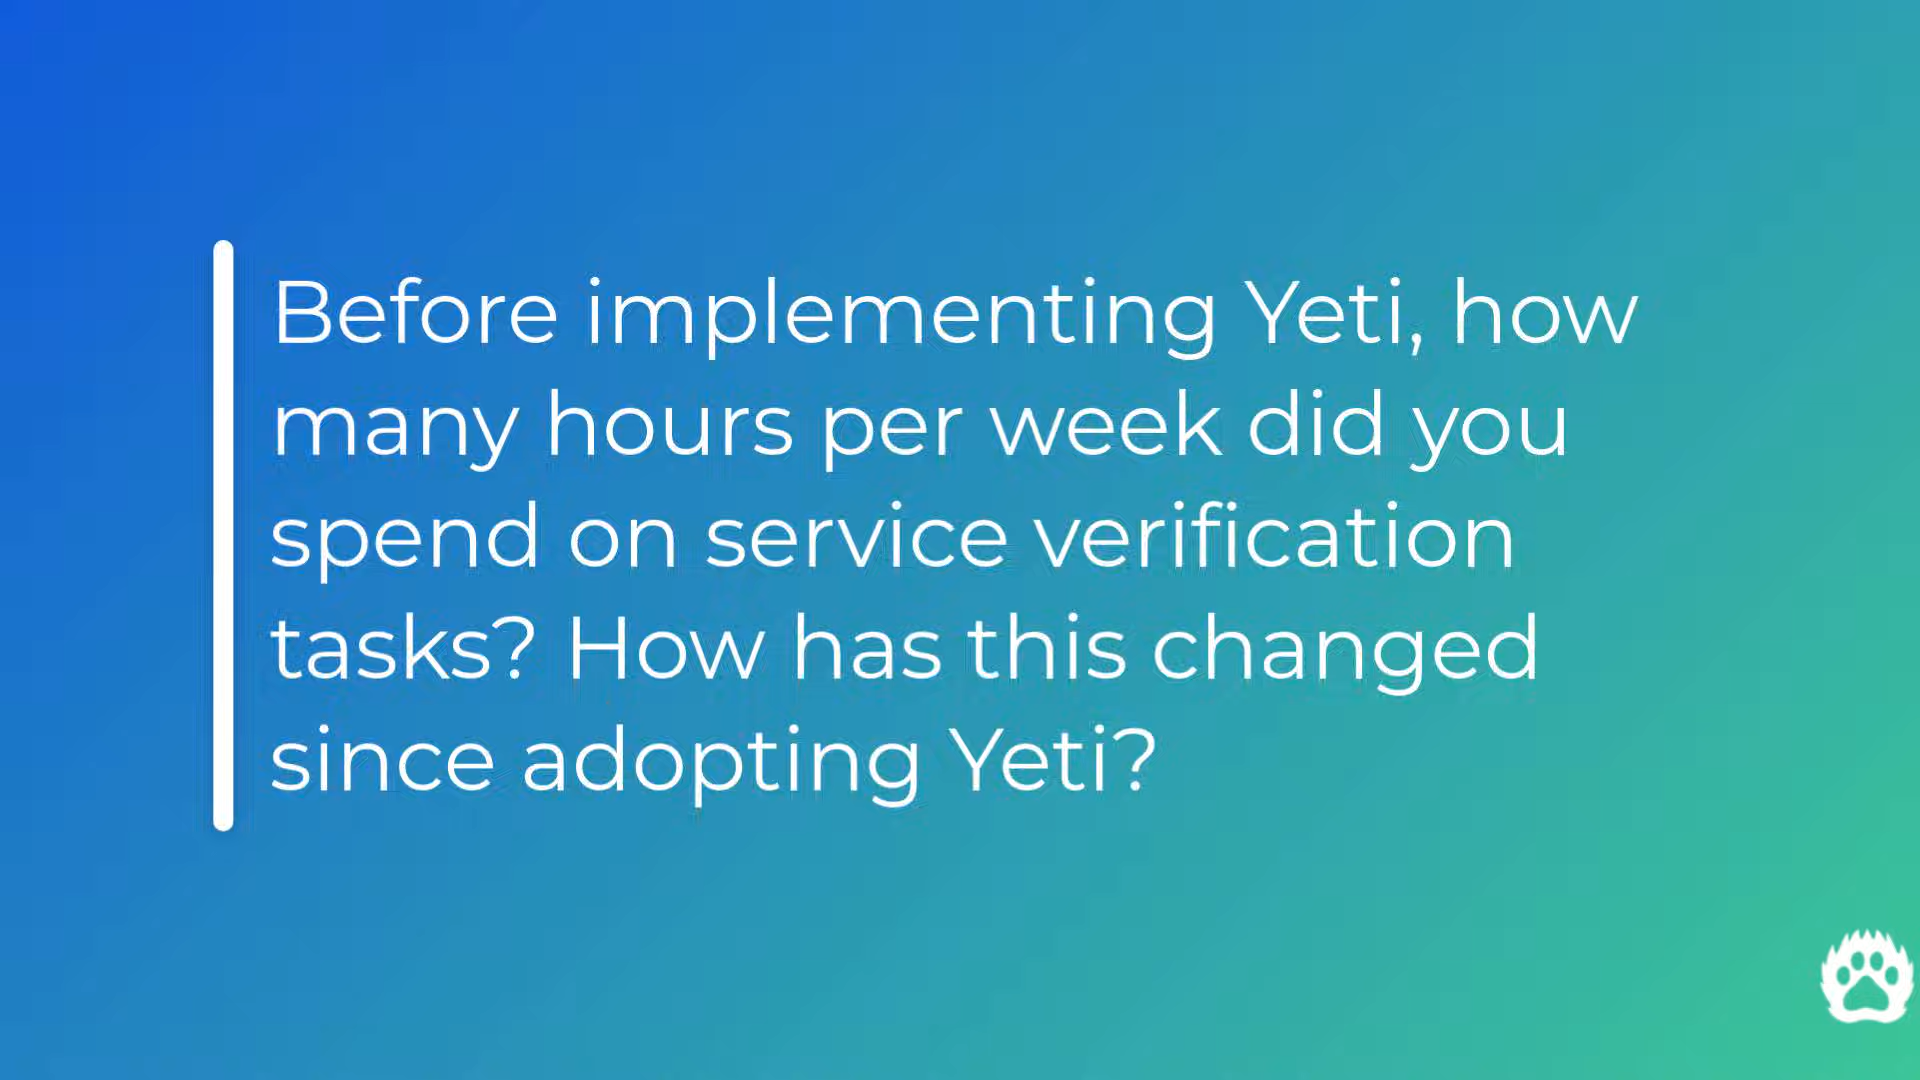 Before implementing Yeti, how
many hours per week did you
spend on service verification
tasks? How has this changed
since adopting Yeti?